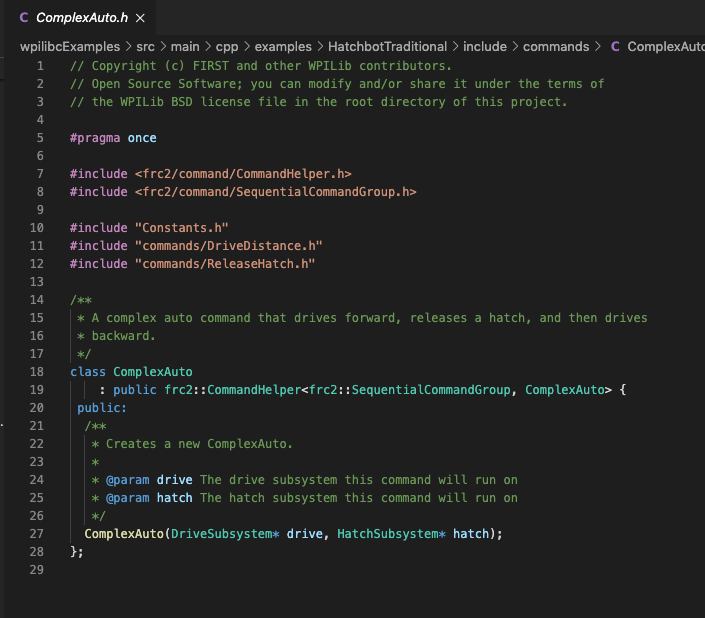 C ComplexAuto.h ×
wpilibcExamples > src > main > cpp > examples > HatchbotTraditional > include > commands > C ComplexAuto
1 // Copyright (c) FIRST and other WPILib contributors.
2 // Open Source Software; you can modify and/or share it under the terms of
3 // the WPILib BSD license file in the root directory of this project.
4
5 #pragma once
6
7 #include <frc2/command/CommandHelper.h>
8 #include <frc2/command/SequentialCommandGroup.h>
9
10 #include "Constants.h"
11 #include "commands/DriveDistance.h"
12 #include "commands/ReleaseHatch.h"
13
14 /**
15  * A complex auto command that drives forward, releases a hatch, and then drives
16  * backward.
17  */
18 class ComplexAuto
19     : public frc2::CommandHelper<frc2::SequentialCommandGroup, ComplexAuto> {
20  public:
21   /**
22    * Creates a new ComplexAuto.
23    *
24    * @param drive The drive subsystem this command will run on
25    * @param hatch The hatch subsystem this command will run on
26    */
27   ComplexAuto(DriveSubsystem* drive, HatchSubsystem* hatch);
28 };
29